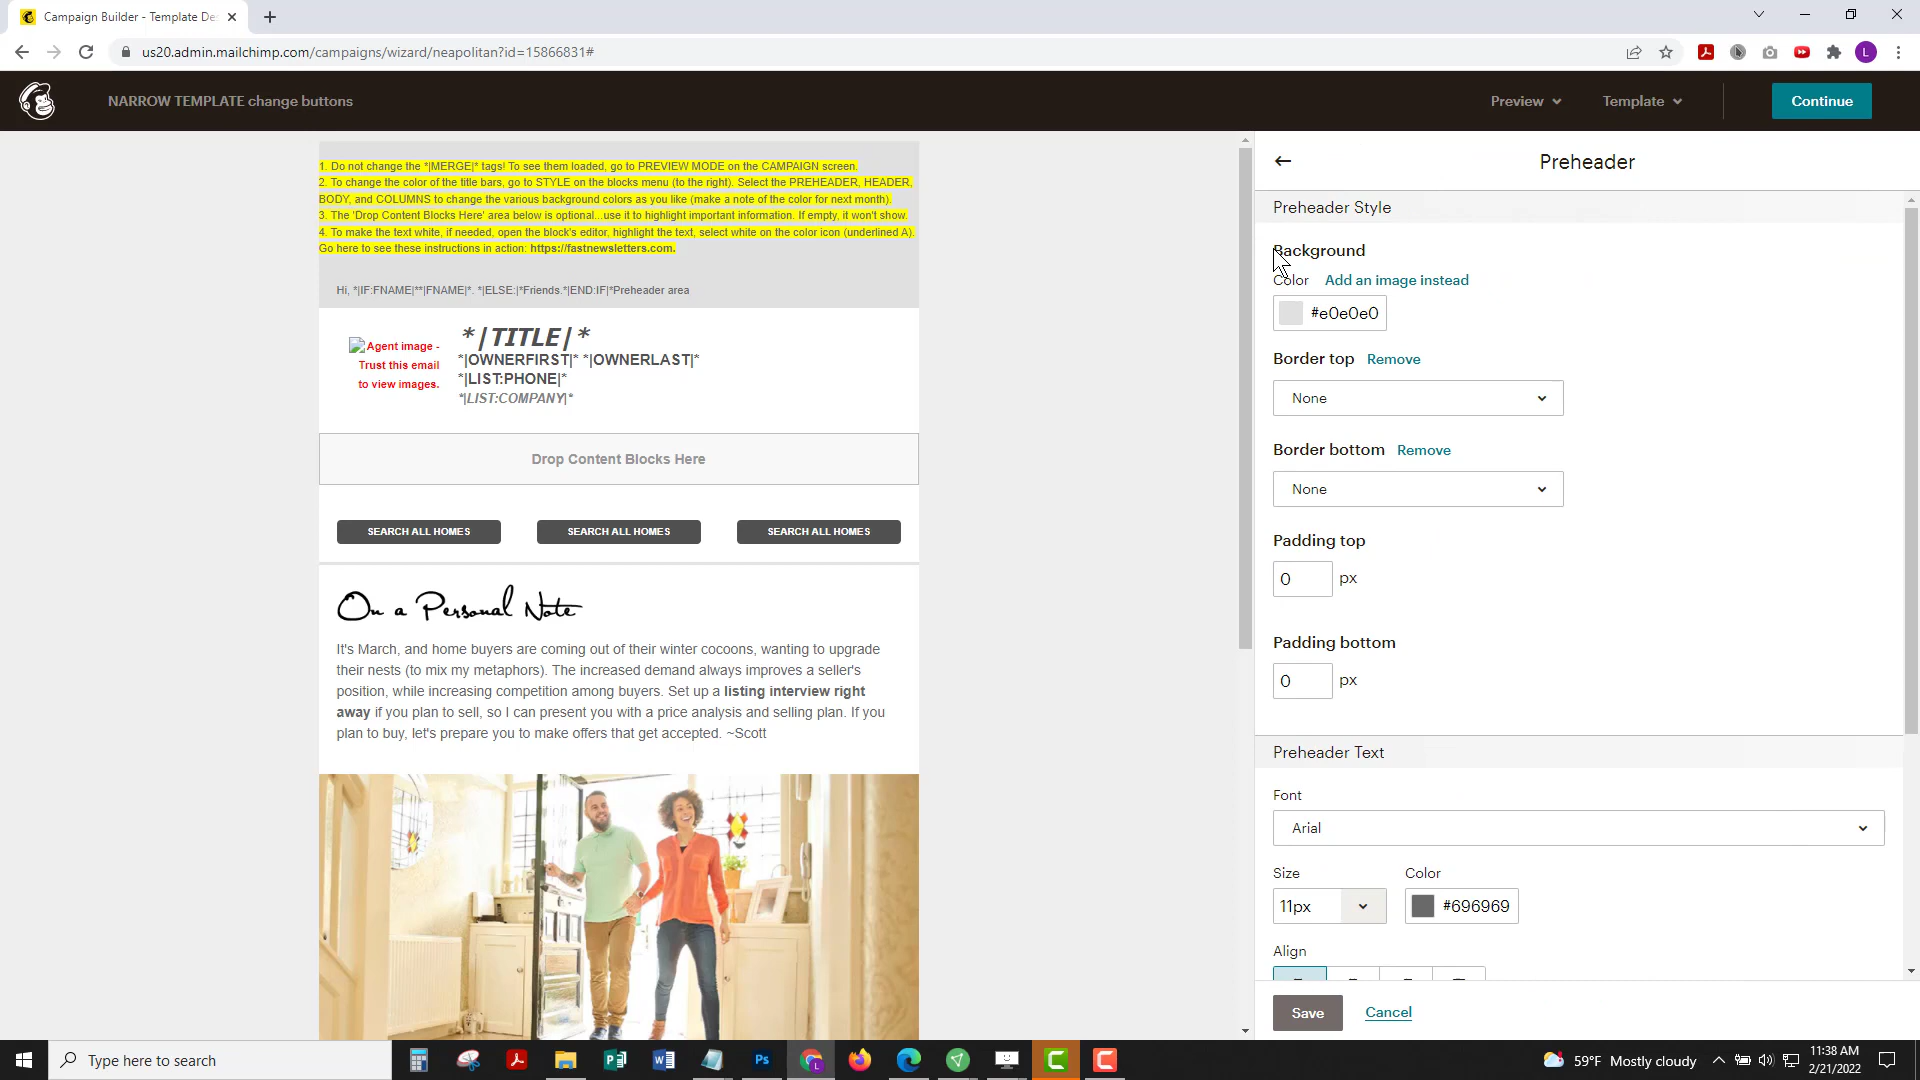 Campaign Builder - Template De
us20.admin.mailchimp.com/campaigns/wizard/neapolitan?id=15866831#
L
NARROW TEMPLATE change buttons
Preview
Template
Continue
1. Do not change the *|MERGE|* tags! To see them loaded, go to PREVIEW MODE on the CAMPAIGN screen.
2. To change the color of the title bars, go to STYLE on the blocks menu (to the right). Select the PREHEADER, HEADER,
BODY, and COLUMNS to change the various background colors as you like (make a note of the color for next month).
3. The 'Drop Content Blocks Here' area below is optional...use it to highlight important information. If empty, it won't show.
4. To make the text white, if needed, open the block's editor, highlight the text, select white on the color icon (underlined A).
Go here to see these instructions in action: https://fastnewsletters.com.
Hi, *|IF:FNAME|**|FNAME|*. *|ELSE:|*Friends.*|END:IF|*Preheader area
Agent image -
Trust this email
to view images.
*|TITLE|*
*|OWNERFIRST|* *|OWNERLAST|*
*|LIST:PHONE|*
*|LIST:COMPANY|*
Drop Content Blocks Here
SEARCH ALL HOMES
SEARCH ALL HOMES
SEARCH ALL HOMES
On a Personal Note
It's March, and home buyers are coming out of their winter cocoons, wanting to upgrade
their nests (to mix my metaphors). The increased demand always improves a seller's
position, while increasing competition among buyers. Set up a listing interview right
away if you plan to sell, so I can present you with a price analysis and selling plan. If you
plan to buy, let's prepare you to make offers that get accepted. ~Scott
Preheader
Preheader Style
Background
Color Add an image instead
#e0e0e0
Border top Remove
None
Border bottom Remove
None
Padding top
0 px
Padding bottom
0 px
Preheader Text
Font
Arial
Size Color
11px #696969
Align
Save Cancel
Type here to search
Ps
59°F Mostly cloudy
11:38 AM
2/21/2022